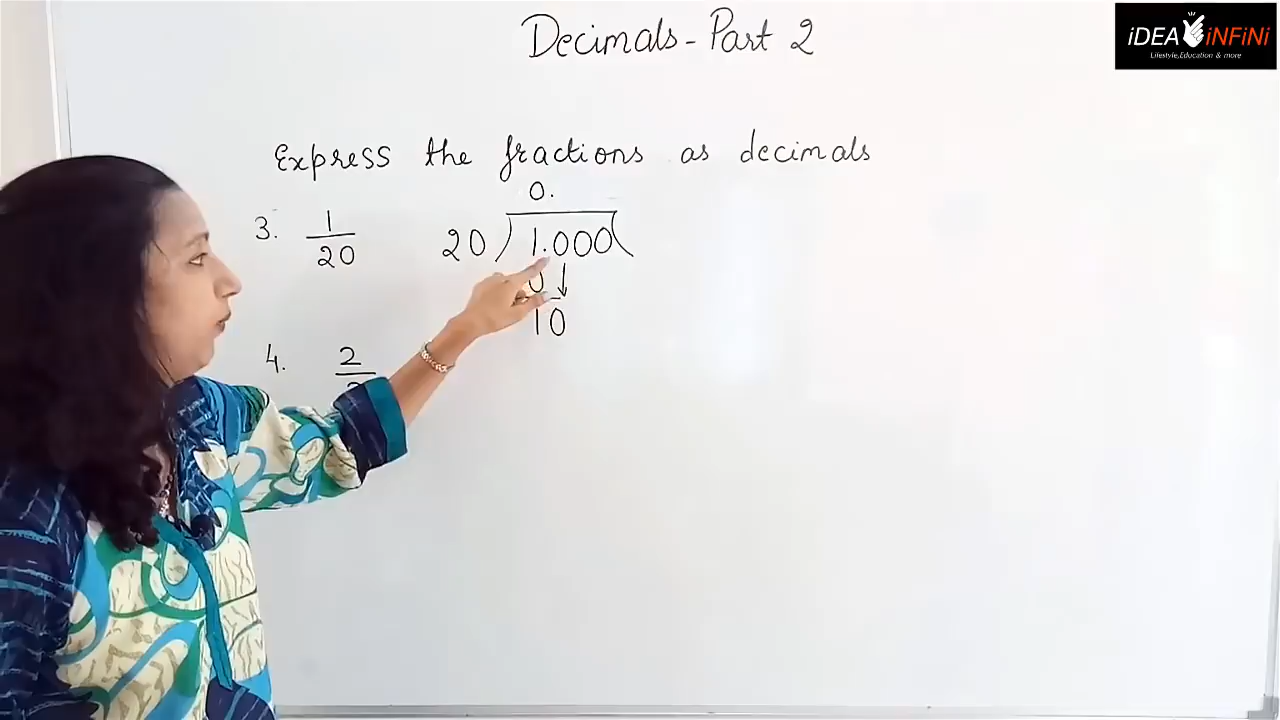 iDEA iNFiNi
Lifestyle,Education & more
Decimals - Part 2
Express the fractions as decimals
0.
3. 1/20 20 ) 1.000 (
0 ↓
10
4. 2